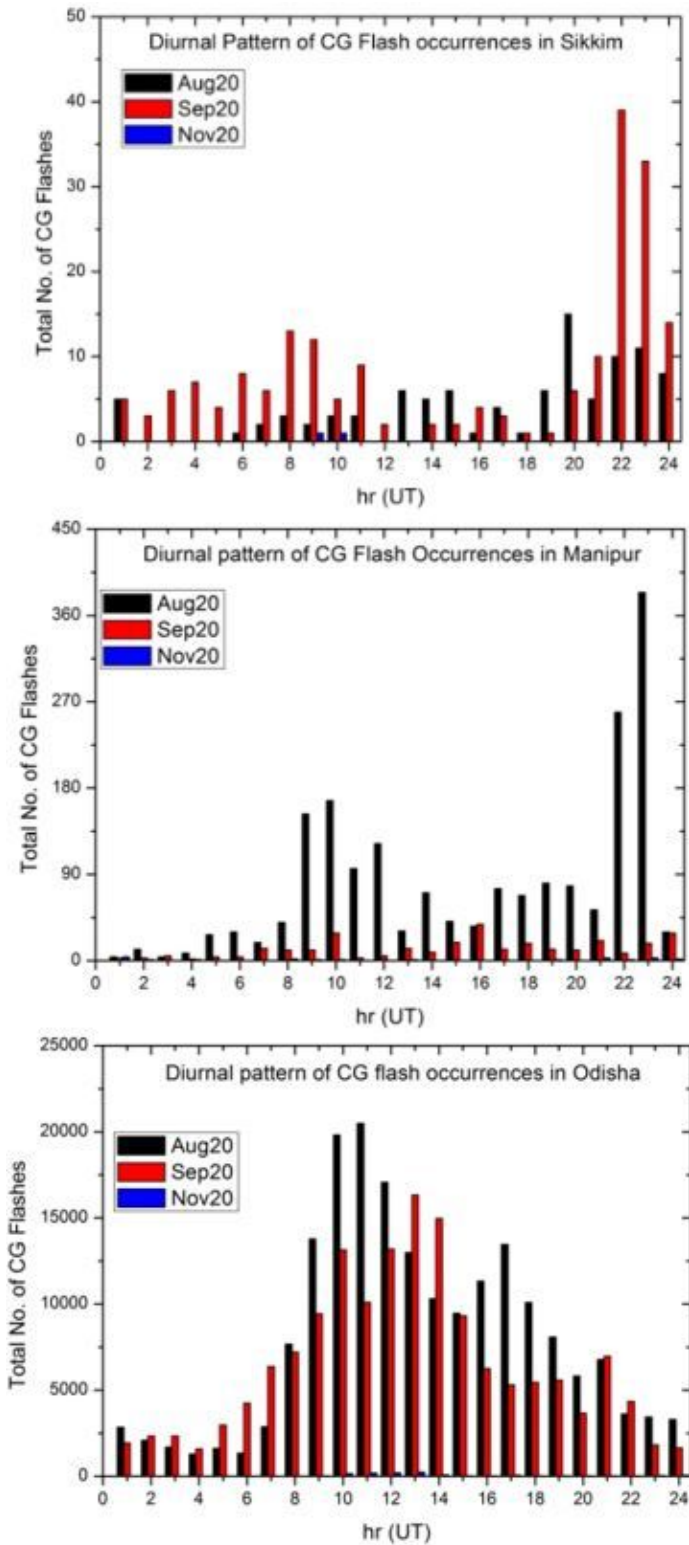 Diurnal Pattern of CG Flash occurrences in Sikkim
Aug20
Sep20
Nov20
Total No. of CG Flashes
50
40
30
20
10
0
0 2 4 6 8 10 12 14 16 18 20 22 24
hr (UT)
Diurnal pattern of CG Flash Occurrences in Manipur
Aug20
Sep20
Nov20
Total No. of CG Flashes
450
360
270
180
90
0
0 2 4 6 8 10 12 14 16 18 20 22 24
hr (UT)
Diurnal pattern of CG flash occurrences in Odisha
Aug20
Sep20
Nov20
Total No. of CG Flashes
25000
20000
15000
10000
5000
0
0 2 4 6 8 10 12 14 16 18 20 22 24
hr (UT)